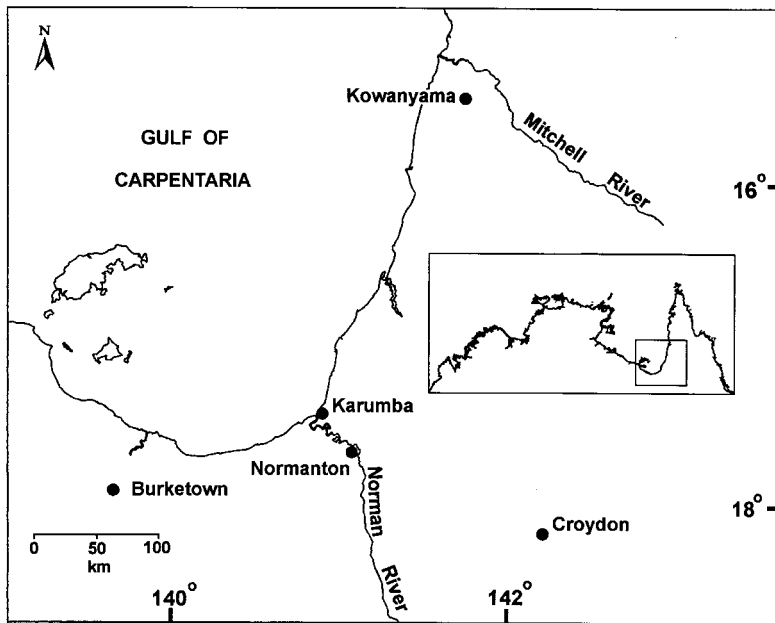 N
Kowanyama
GULF OF
CARPENTARIA
Mitchell River
16°
Karumba
Normanton
Norman River
Burketown
18°
Croydon
0 50 100
km
140°
142°